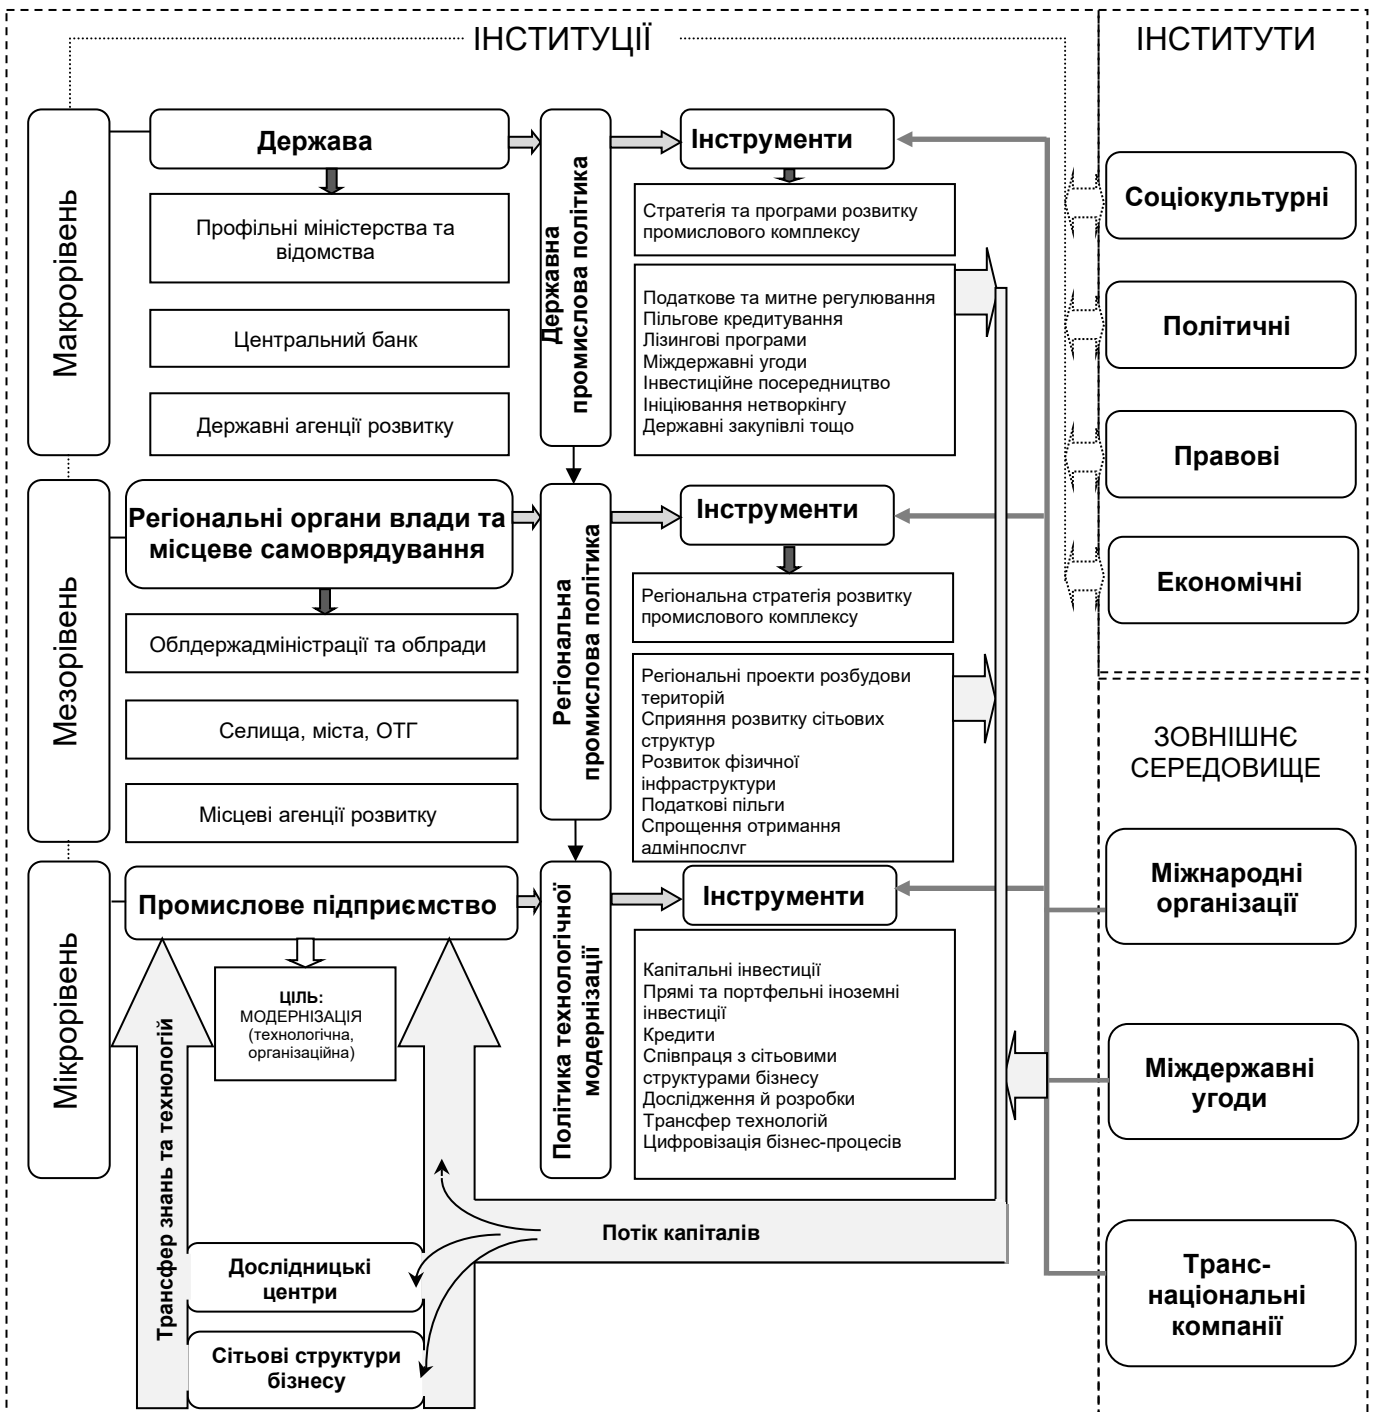 ІНСТИТУЦІЇ
ІНСТИТУТИ
Макрорівень
Держава
Профільні міністерства та
відомства
Центральний банк
Державні агенції розвитку
Державна
промислова політика
Інструменти
Стратегія та програми розвитку
промислового комплексу
Податкове та митне регулювання
Пільгове кредитування
Лізингові програми
Міждержавні угоди
Інвестиційне посередництво
Ініціювання нетворкінгу
Державні закупівлі тощо
Соціокультурні
Політичні
Правові
Економічні
Мезорівень
Регіональні органи влади та
місцеве самоврядування
Облдержадміністрації та облради
Селища, міста, ОТГ
Місцеві агенції розвитку
Регіональна
промислова політика
Інструменти
Регіональна стратегія розвитку
промислового комплексу
Регіональні проекти розбудови
територій
Сприяння розвитку сітьових
структур
Розвиток фізичної
інфраструктури
Податкові пільги
Спрощення отримання
адмінпослуг
ЗОВНІШНЄ
СЕРЕДОВИЩЕ
Міжнародні
організації
Міждержавні
угоди
Транс-
національні
компанії
Мікрорівень
Промислове підприємство
ЦІЛЬ:
МОДЕРНІЗАЦІЯ
(технологічна,
організаційна)
Політика технологічної
модернізації
Інструменти
Капітальні інвестиції
Прямі та портфельні іноземні
інвестиції
Кредити
Співпраця з сітьовими
структурами бізнесу
Дослідження й розробки
Трансфер технологій
Цифровізація бізнес-процесів
Трансфер знань та технологій
Потік капіталів
Дослідницькі
центри
Сітьові структури
бізнесу